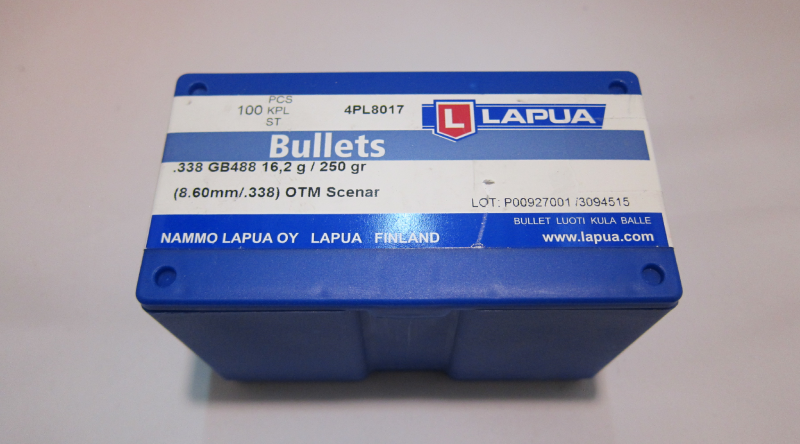 PCS
100 KPL
ST
4PL8017
L LAPUA
Bullets
.338 GB488 16,2 g / 250 gr
(8.60mm/.338) OTM Scenar
LOT: P00927001 /3094515
BULLET LUOTI KULA BALLE
NAMMO LAPUA OY LAPUA FINLAND
www.lapua.com